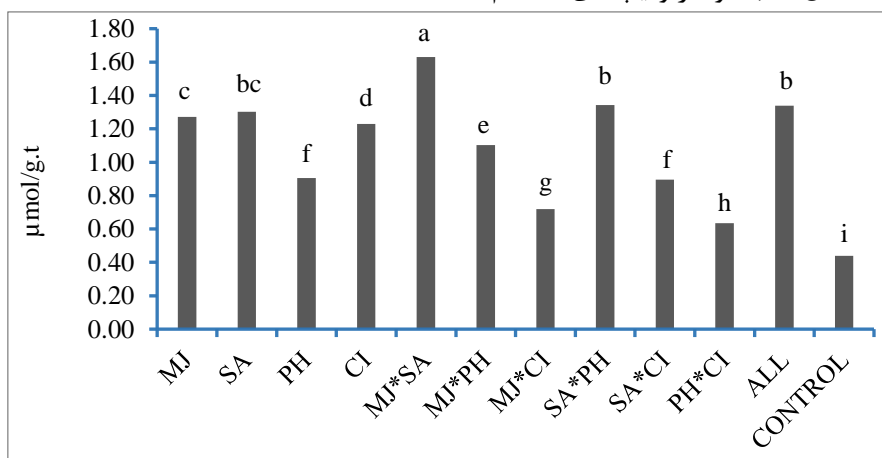 1.80
1.60
1.40
1.20
1.00
0.80
0.60
0.40
0.20
0.00
µmol/g.t
c
bc
f
d
a
e
g
b
f
h
b
i
MJ
SA
PH
CI
MJ*SA
MJ*PH
MJ*CI
SA*PH
SA*CI
PH*CI
ALL
CONTROL